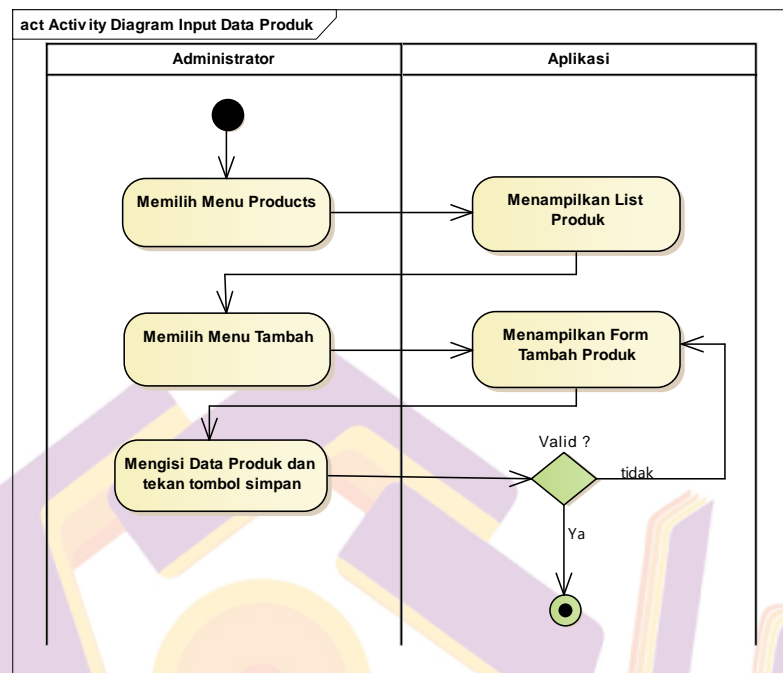 act Activity Diagram Input Data Produk
Administrator
Aplikasi
Memilih Menu Products
Menampilkan List
Produk
Memilih Menu Tambah
Menampilkan Form
Tambah Produk
Mengisi Data Produk dan
tekan tombol simpan
Valid ?
tidak
Ya